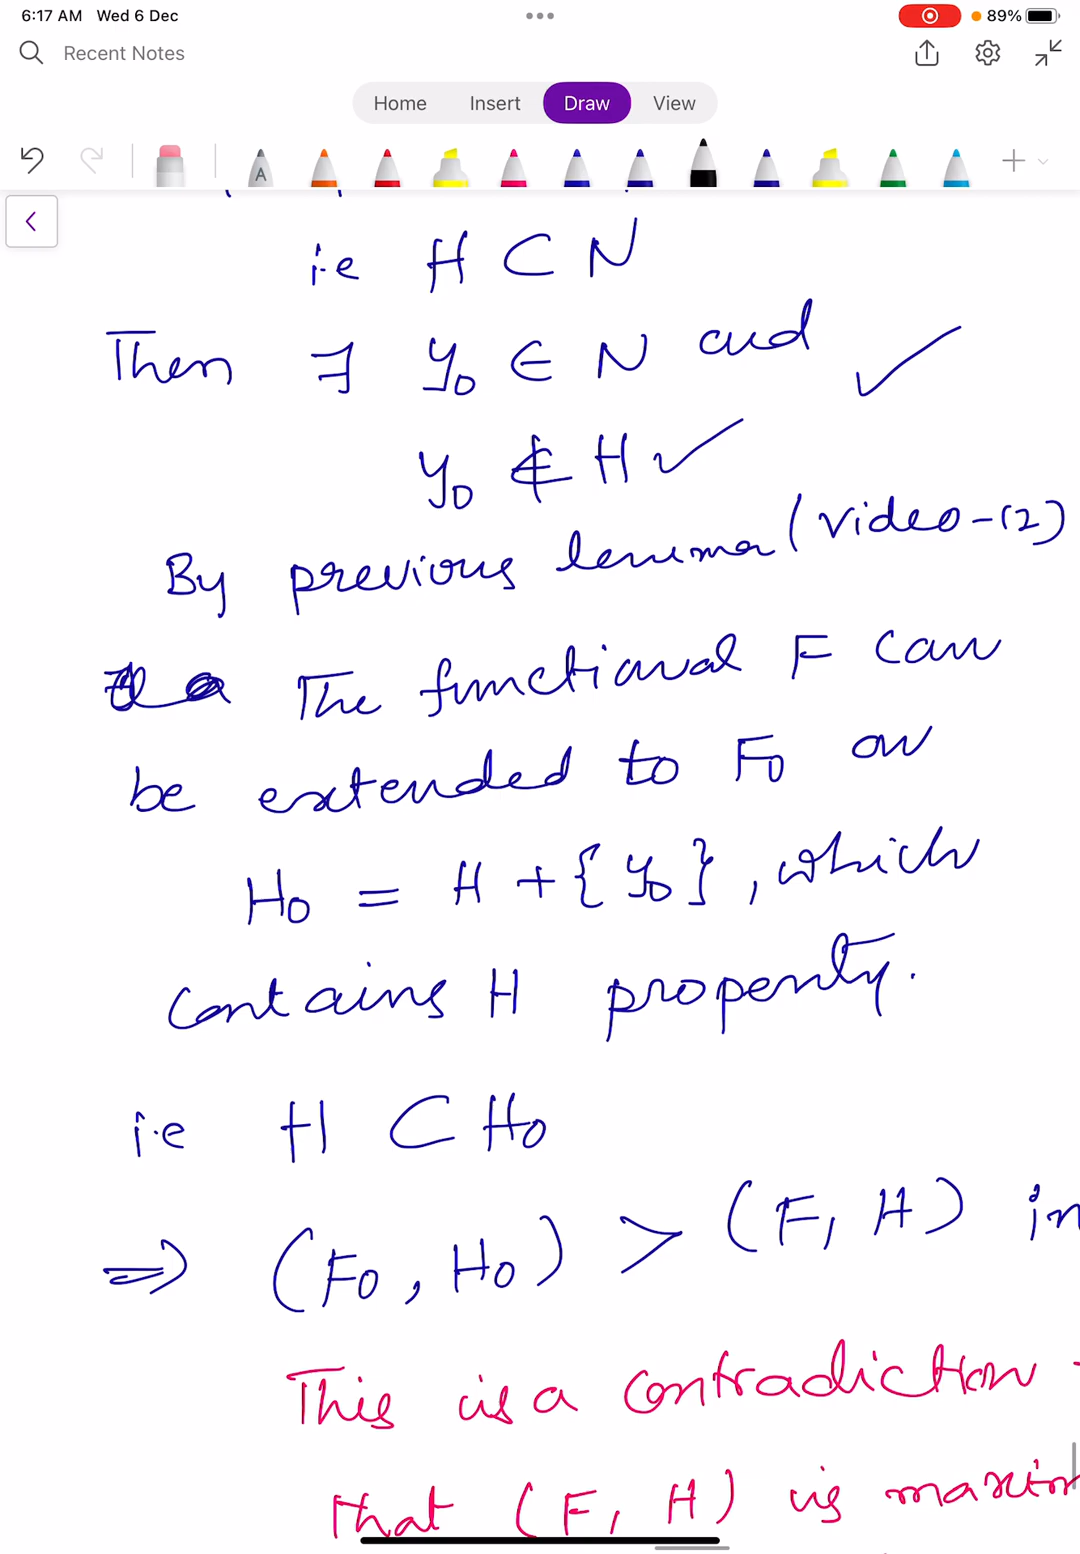 6:17 AM Wed 6 Dec
89%
Recent Notes
Home Insert Draw View
A
i.e H ⊂ N
Then ∃ y₀ ∈ N and ✓
y₀ ∉ H ✓
By previous lemma (video-12)
The functional F can
be extended to F₀ on
H₀ = H + {y₀}, which
contains H properly.
i.e H ⊂ H₀
⇒ (F₀, H₀) > (F, H) in
This is a contradiction
that (F, H) is maxim